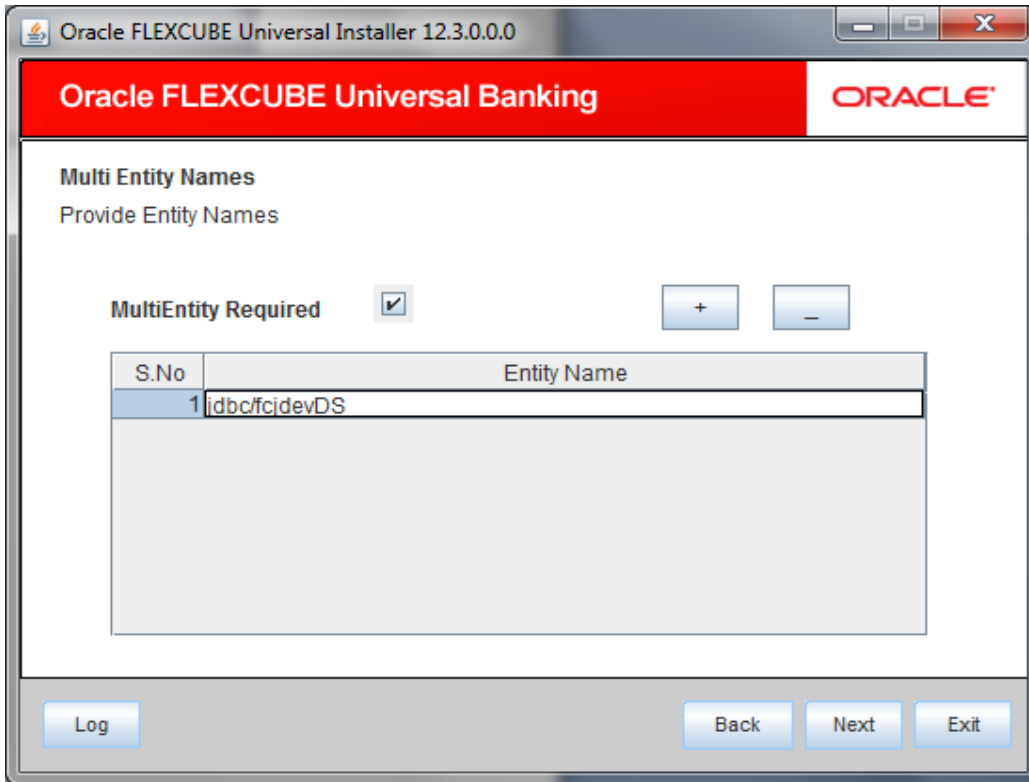 Oracle FLEXCUBE Universal Installer 12.3.0.0.0
Oracle FLEXCUBE Universal Banking
ORACLE
Multi Entity Names
Provide Entity Names
MultiEntity Required + _
S.No Entity Name
1 jdbc/fcjdevDS
Log Back Next Exit